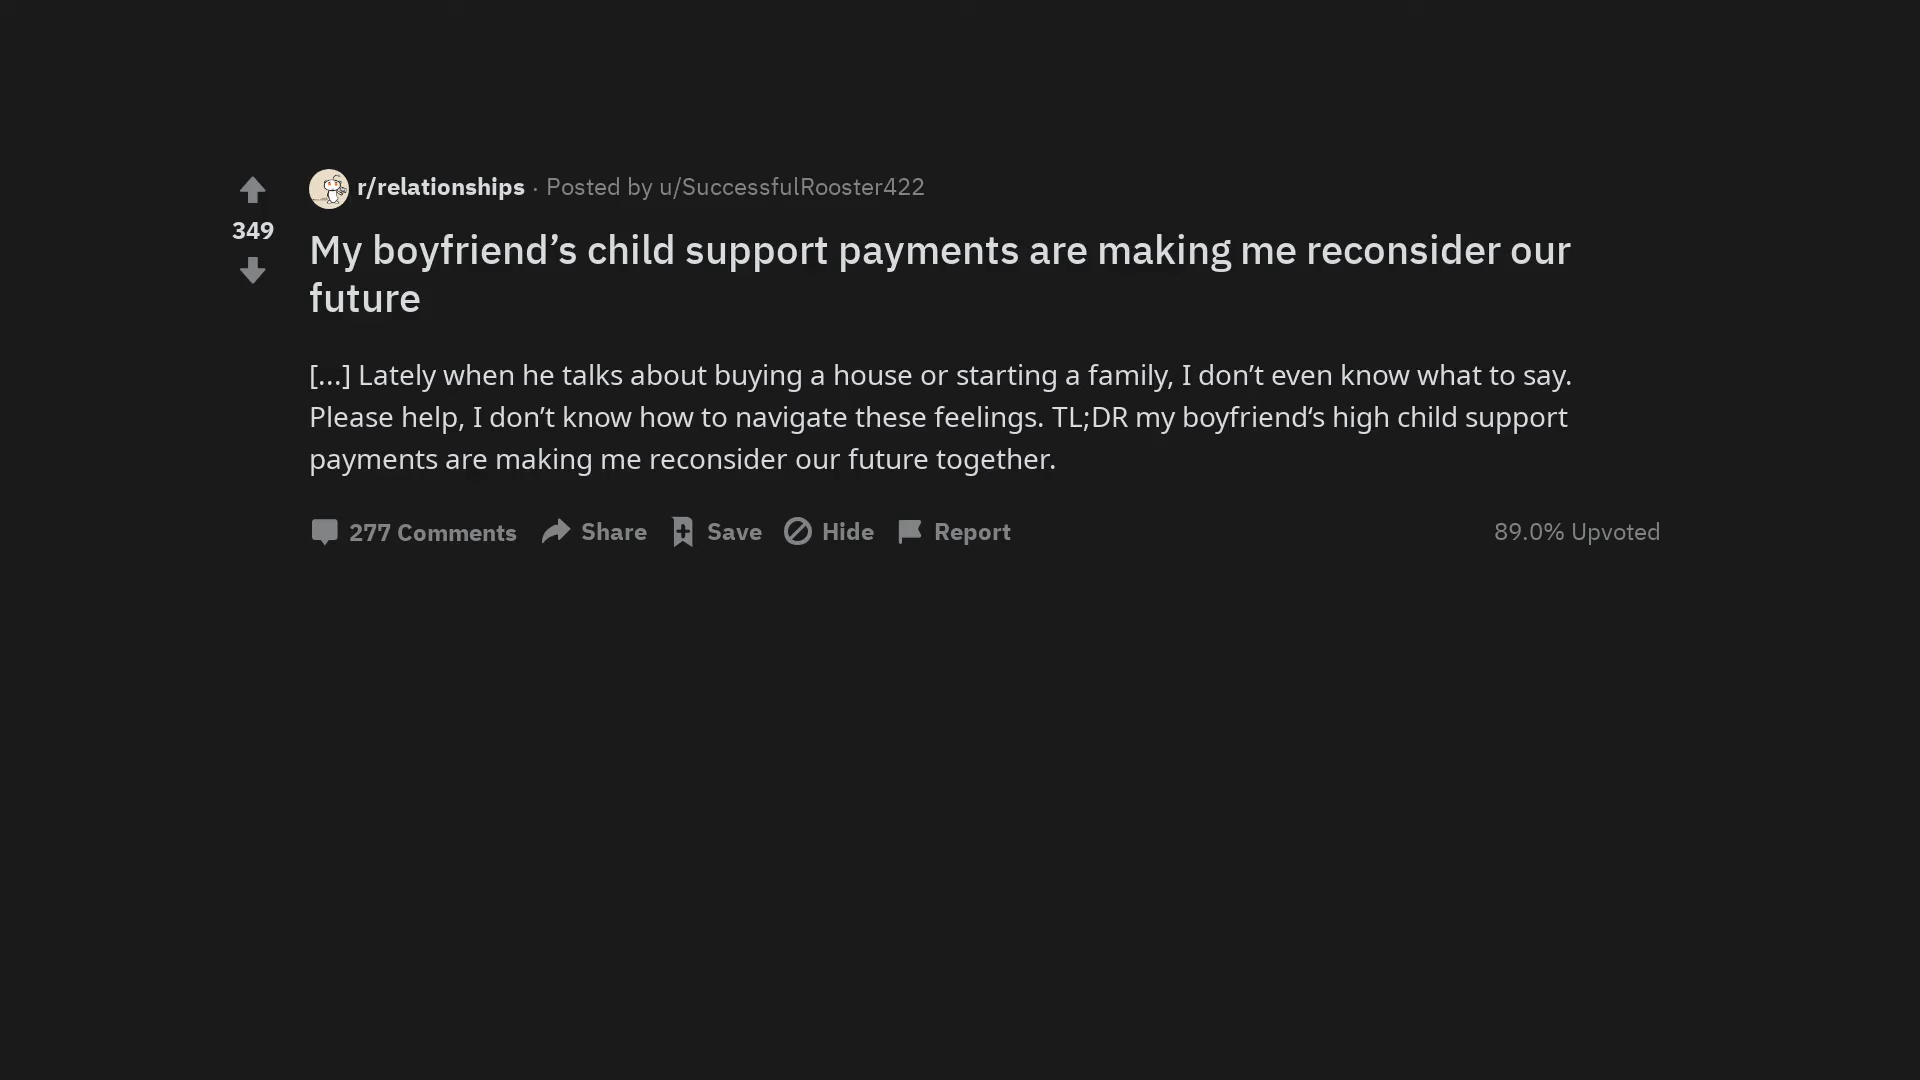 r/relationships · Posted by u/SuccessfulRooster422
349
My boyfriend’s child support payments are making me reconsider our
future
[...] Lately when he talks about buying a house or starting a family, I don’t even know what to say.
Please help, I don’t know how to navigate these feelings. TL;DR my boyfriend‘s high child support
payments are making me reconsider our future together.
277 Comments Share Save Hide Report 89.0% Upvoted